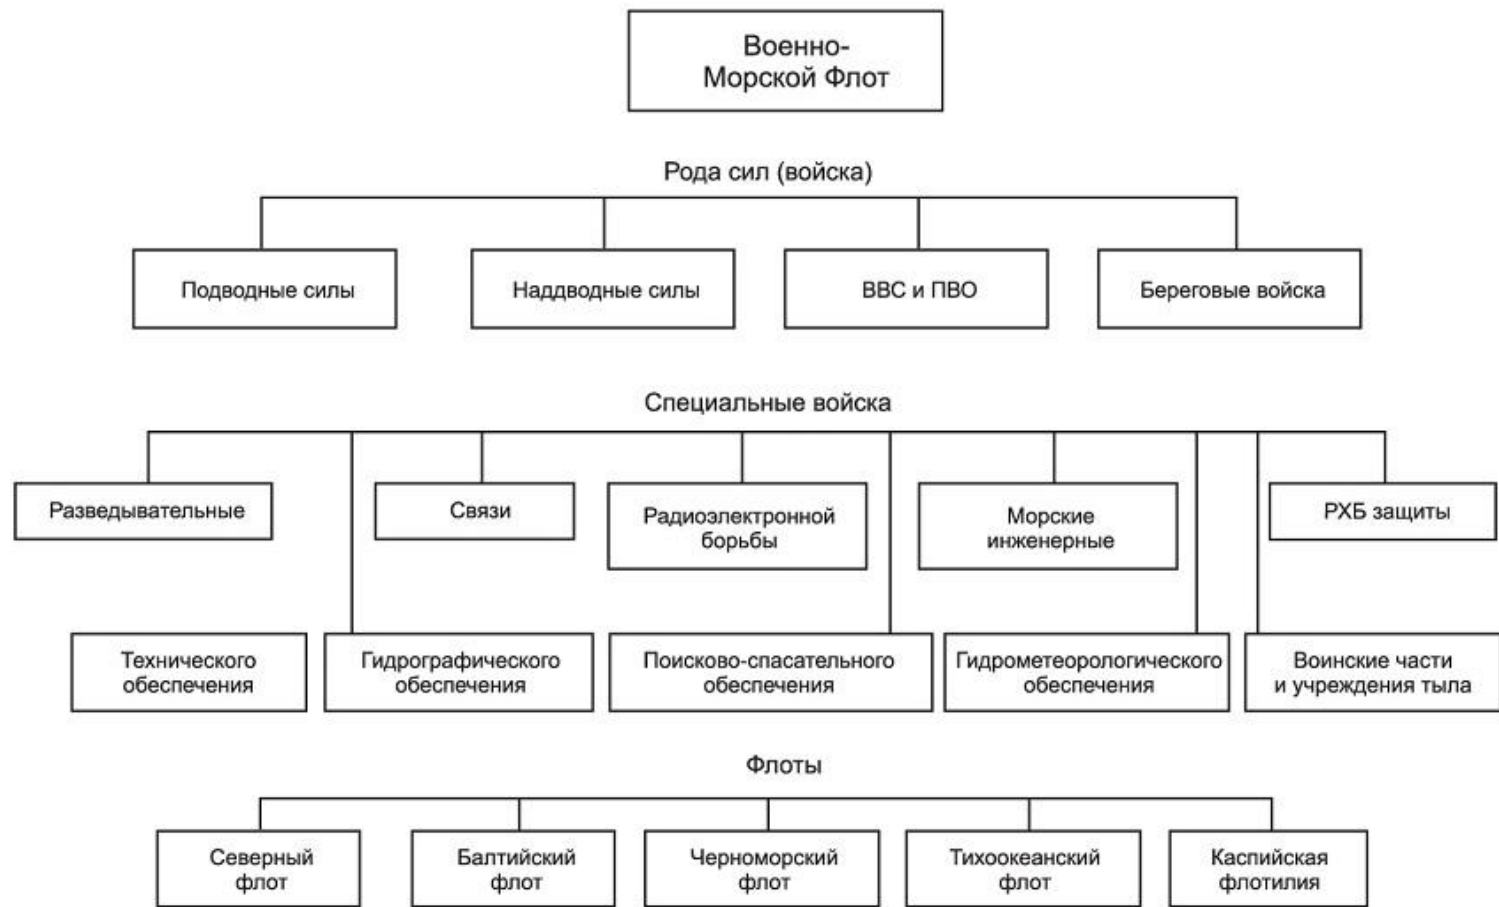 Военно-
Морской Флот
Рода сил (войска)
Подводные силы
Наддводные силы
ВВС и ПВО
Береговые войска
Специальные войска
Разведывательные
Связи
Радиоэлектронной
борьбы
Морские
инженерные
РХБ защиты
Технического
обеспечения
Гидрографического
обеспечения
Поисково-спасательного
обеспечения
Гидрометеорологического
обеспечения
Воинские части
и учреждения тыла
Флоты
Северный
флот
Балтийский
флот
Черноморский
флот
Тихоокеанский
флот
Каспийская
флотилия